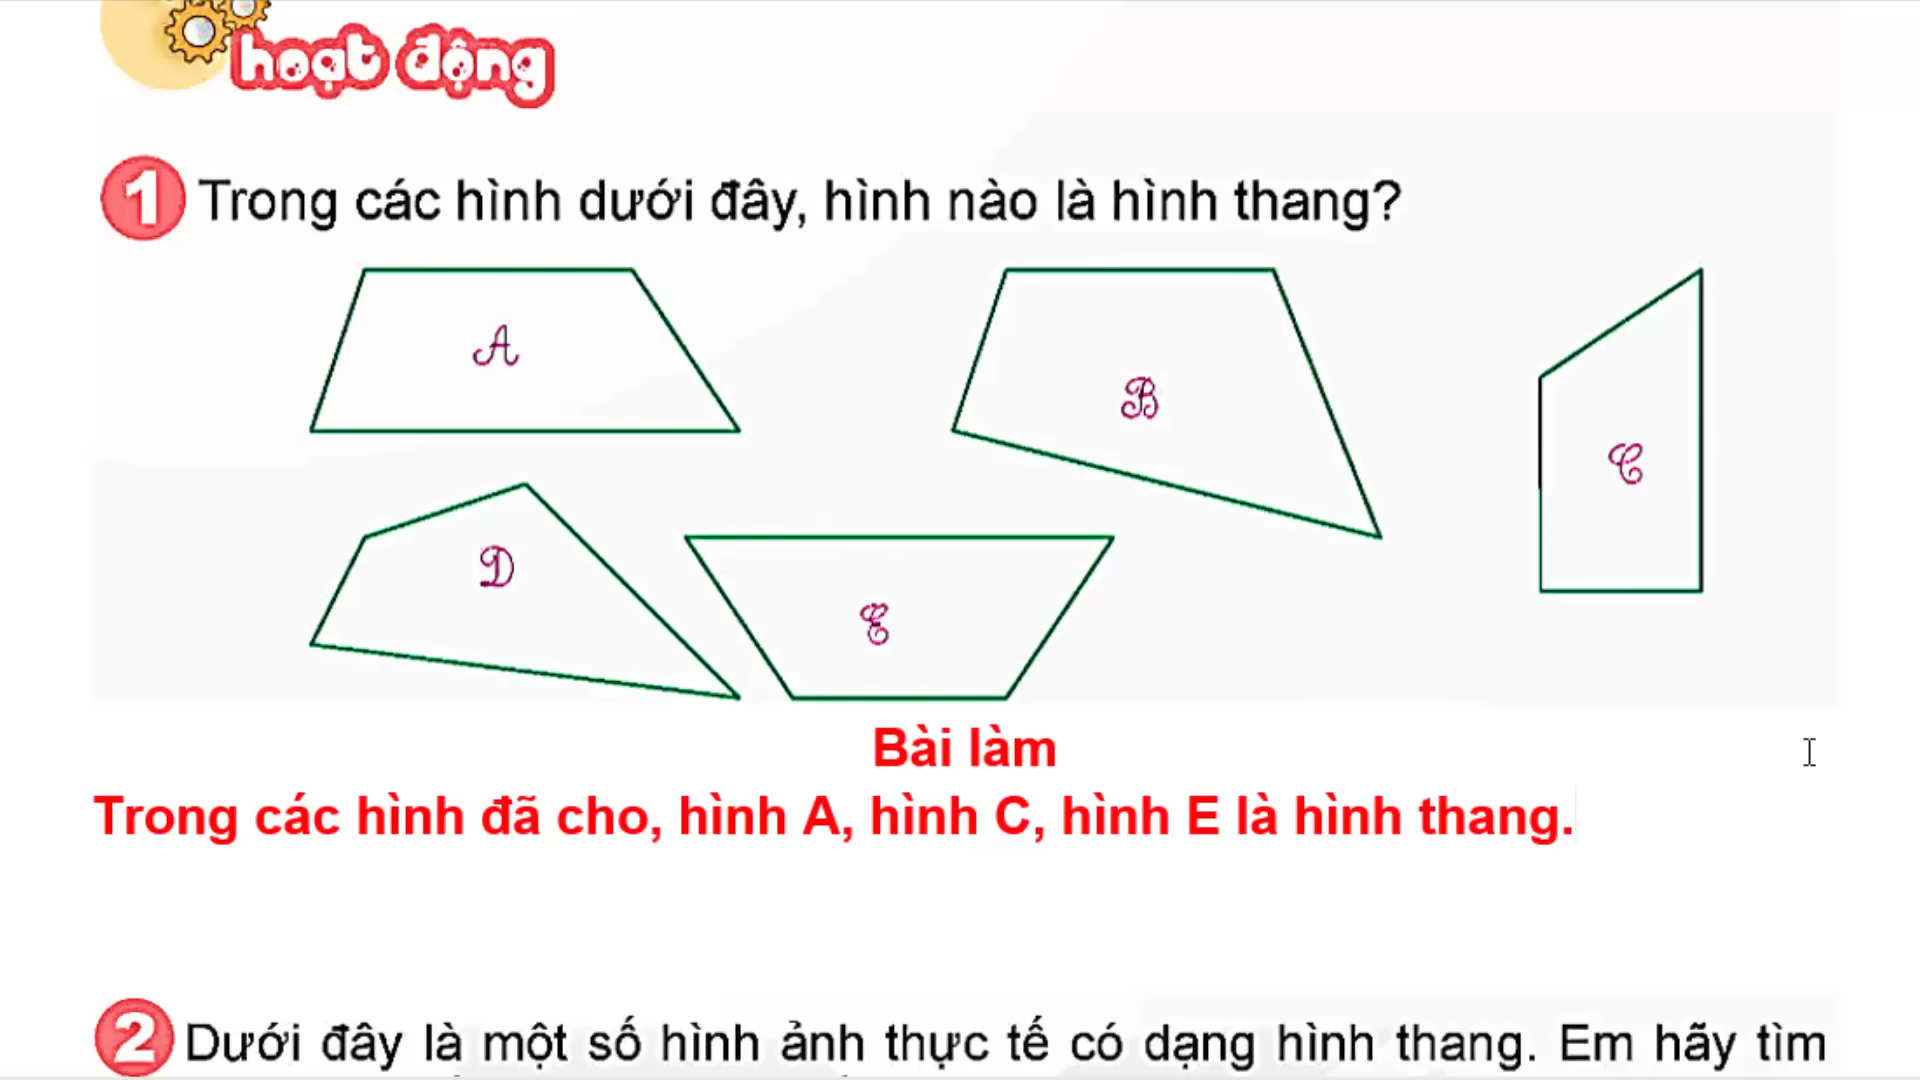 hoạt động
1 Trong các hình dưới đây, hình nào là hình thang?
A
B
C
D
E
Bài làm
Trong các hình đã cho, hình A, hình C, hình E là hình thang.
2 Dưới đây là một số hình ảnh thực tế có dạng hình thang. Em hãy tìm